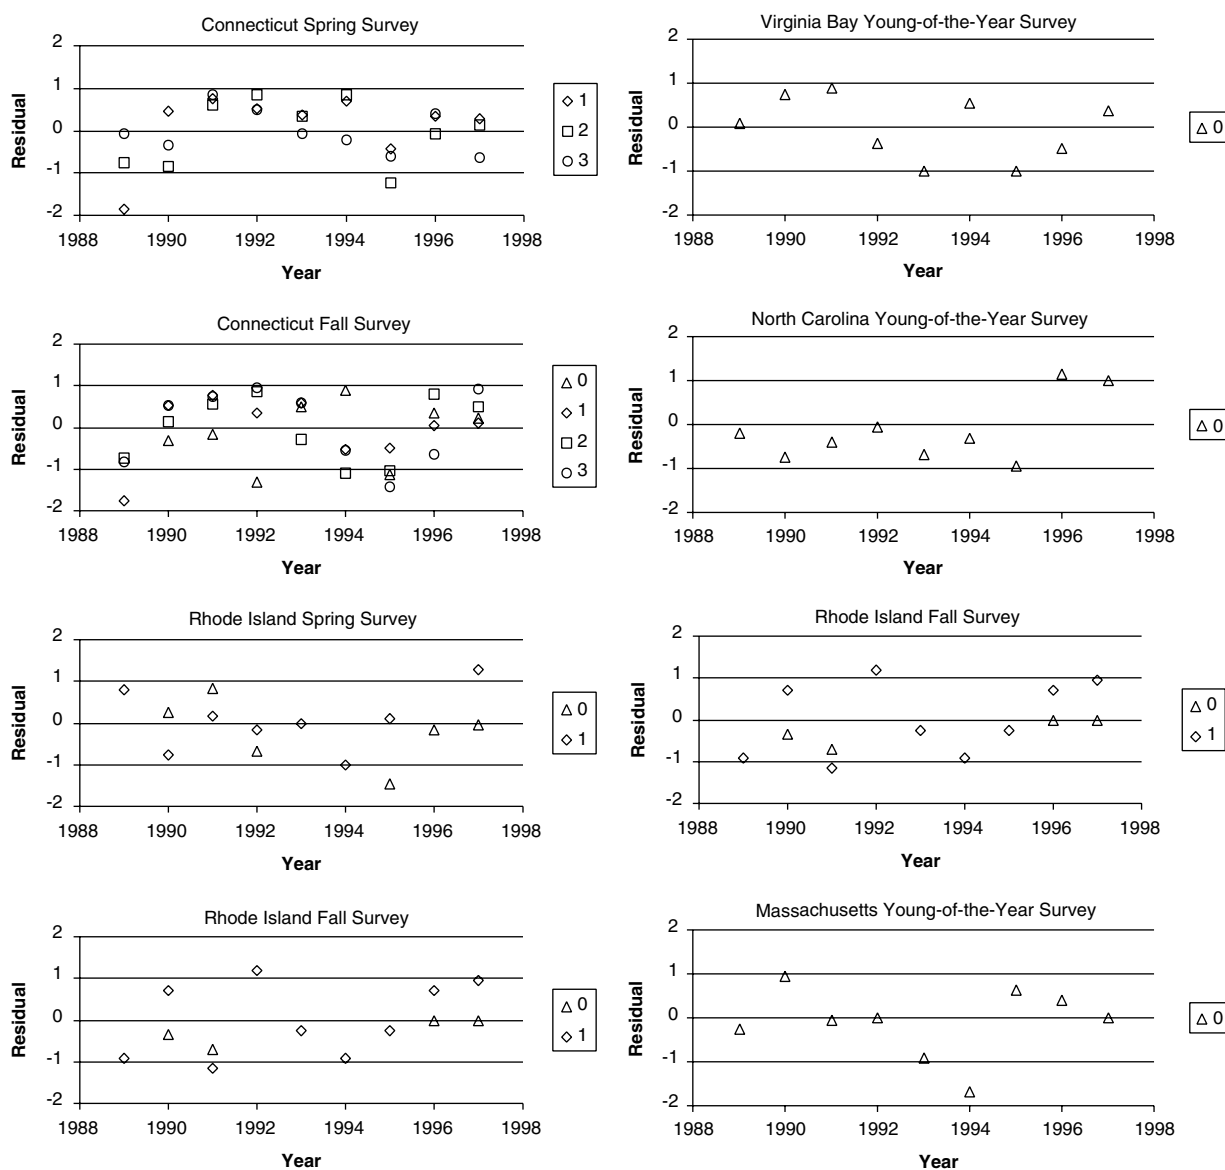 Connecticut Spring Survey
2
1
0
-1
-2
Residual
1988 1990 1992 1994 1996 1998
Year
1
2
3
Virginia Bay Young-of-the-Year Survey
2
1
0
-1
-2
Residual
1988 1990 1992 1994 1996 1998
Year
0
Connecticut Fall Survey
2
1
0
-1
-2
Residual
1988 1990 1992 1994 1996 1998
Year
0
1
2
3
North Carolina Young-of-the-Year Survey
2
1
0
-1
-2
Residual
1988 1990 1992 1994 1996 1998
Year
0
Rhode Island Spring Survey
2
1
0
-1
-2
Residual
1988 1990 1992 1994 1996 1998
Year
0
1
Rhode Island Fall Survey
2
1
0
-1
-2
Residual
1988 1990 1992 1994 1996 1998
Year
0
1
Rhode Island Fall Survey
2
1
0
-1
-2
Residual
1988 1990 1992 1994 1996 1998
Year
0
1
Massachusetts Young-of-the-Year Survey
2
1
0
-1
-2
Residual
1988 1990 1992 1994 1996 1998
Year
0